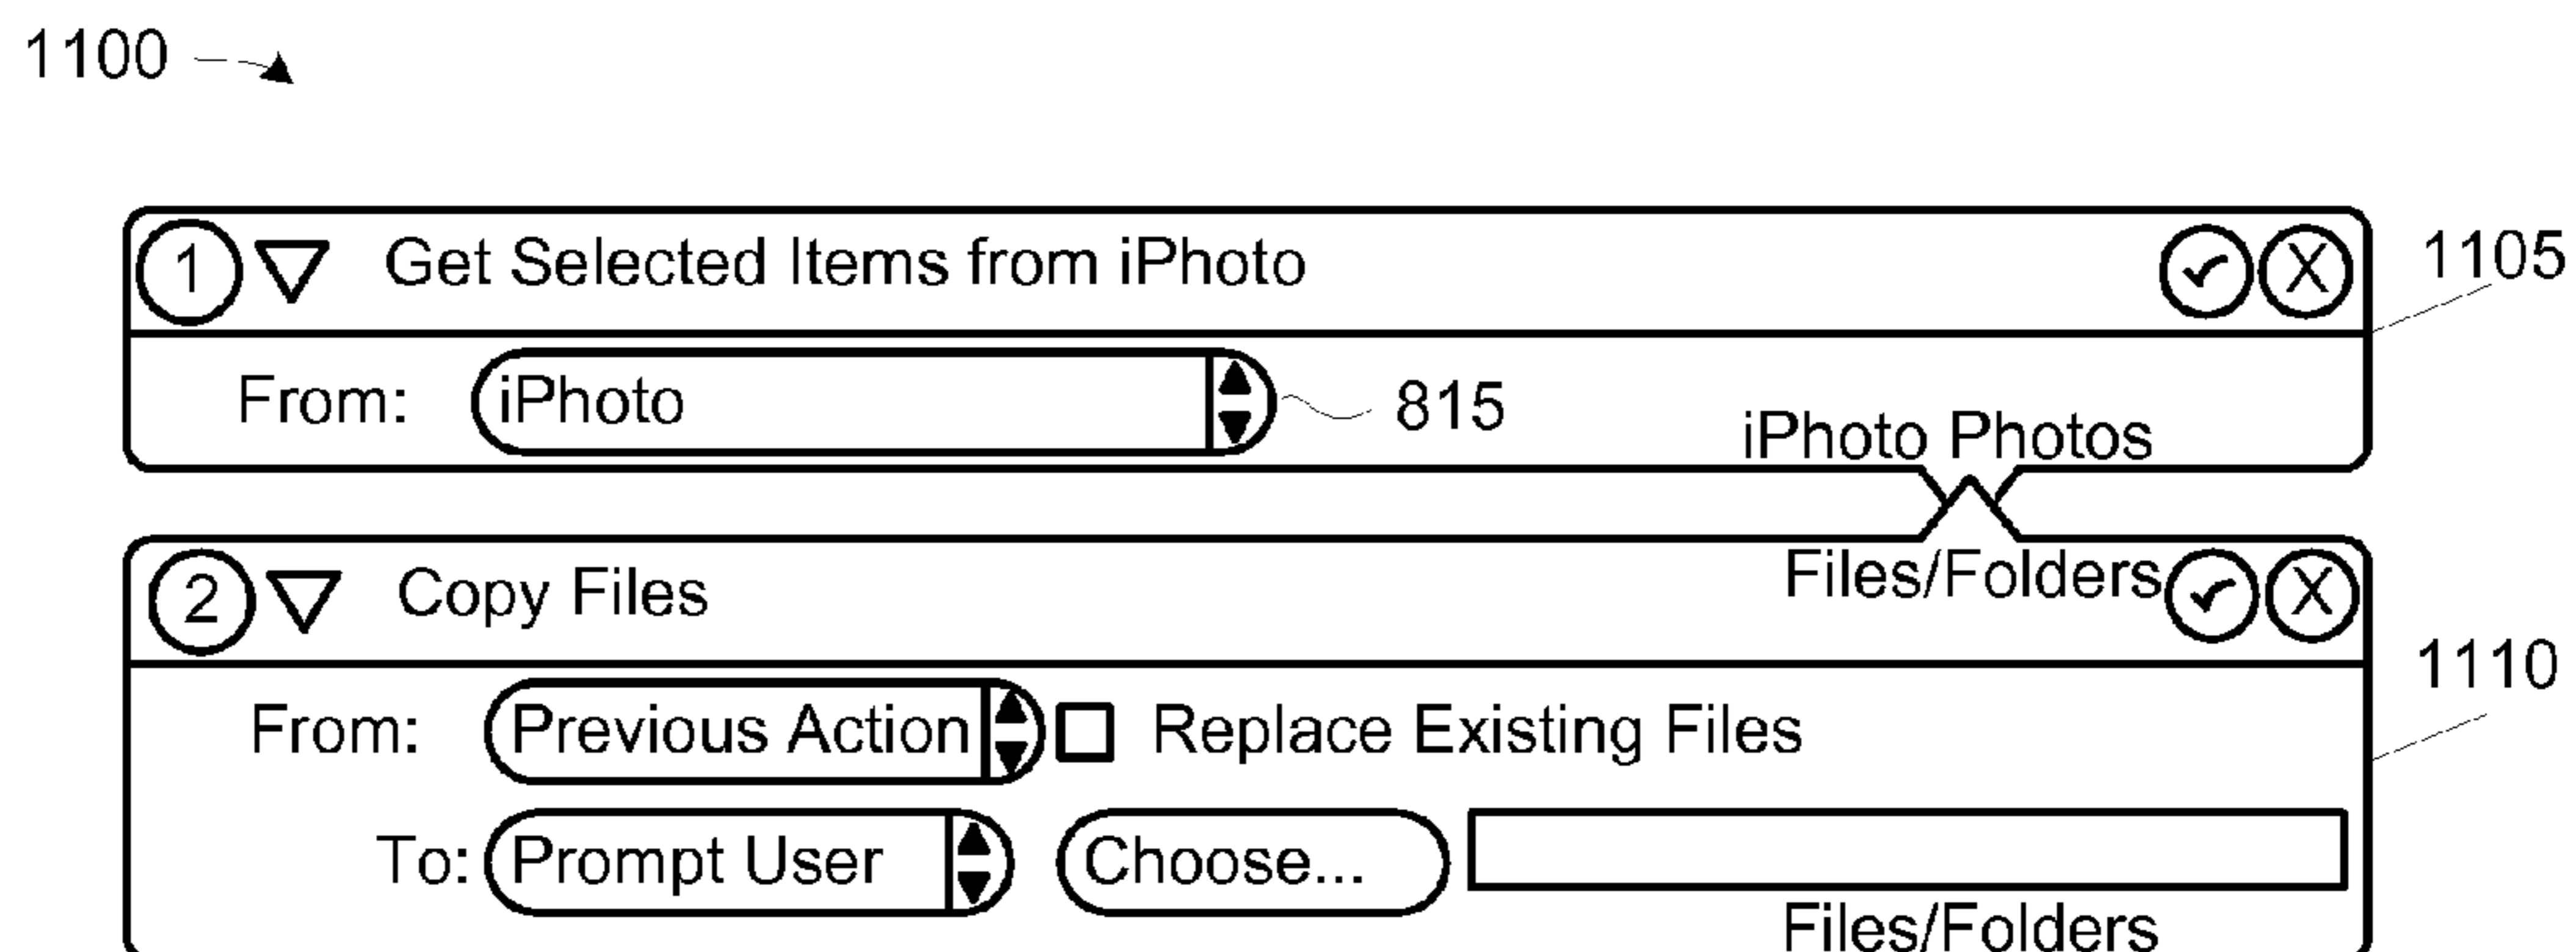 1100
1 Get Selected Items from iPhoto X
1105
From: iPhoto 815
iPhoto Photos
Files/Folders
2 Copy Files X
1110
From: Previous Action Replace Existing Files
To: Prompt User Choose...
Files/Folders